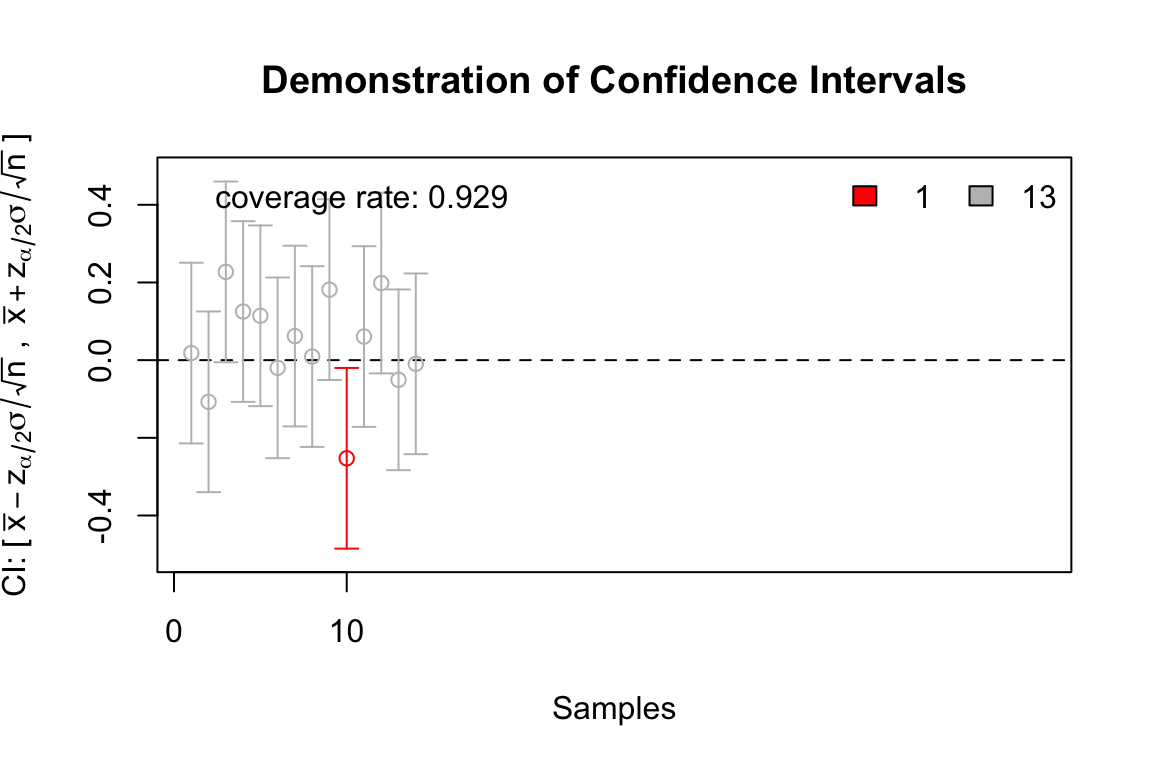 Demonstration of Confidence Intervals
CI: [ x̅ − zα/2σ/√n , x̅ + zα/2σ/√n ]
coverage rate: 0.929
1
13
0.4
0.2
0.0
-0.4
0
10
Samples